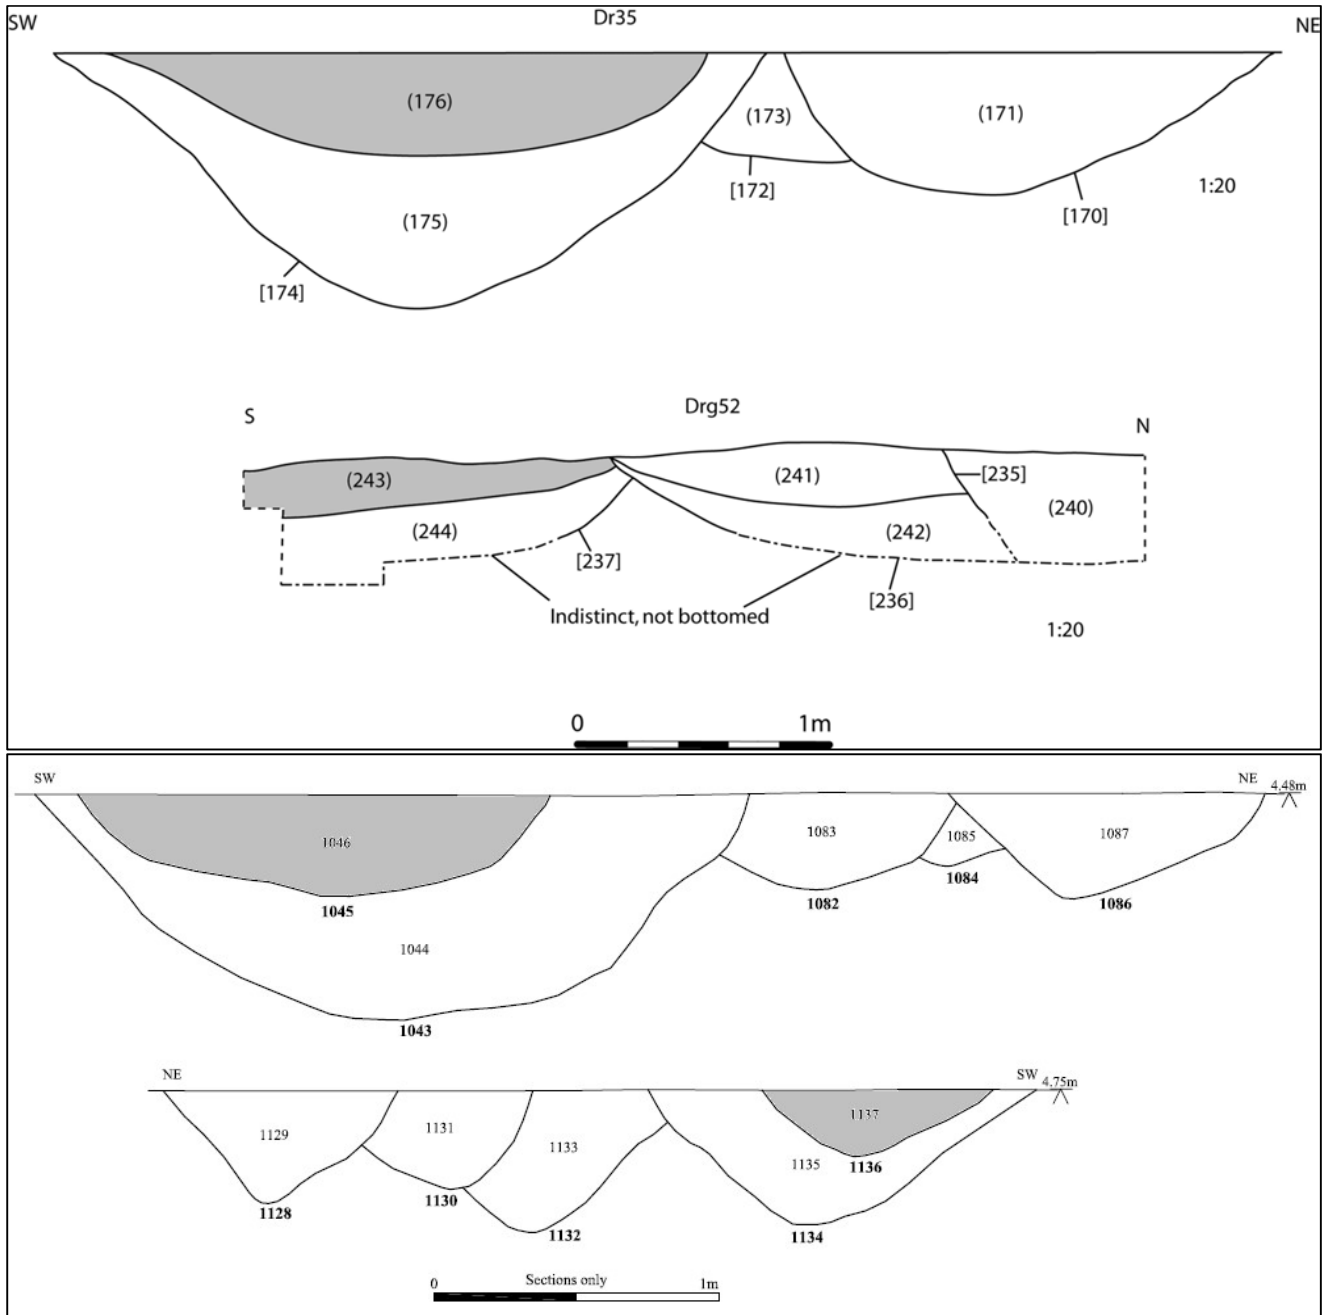 Dr35
SW
NE
(176)
(173)
(171)
[172]
1:20
[170]
(175)
[174]
Drg52
S
N
(243)
(241)
[235]
(240)
(244)
(242)
[237]
[236]
Indistinct, not bottomed
1:20
0 1m
SW
NE
4.48m
1046
1083
1085
1087
1084
1045
1082
1086
1044
1043
NE
SW
4.75m
1129
1131
1133
1137
1135
1136
1130
1128
1132
1134
0 Sections only 1m